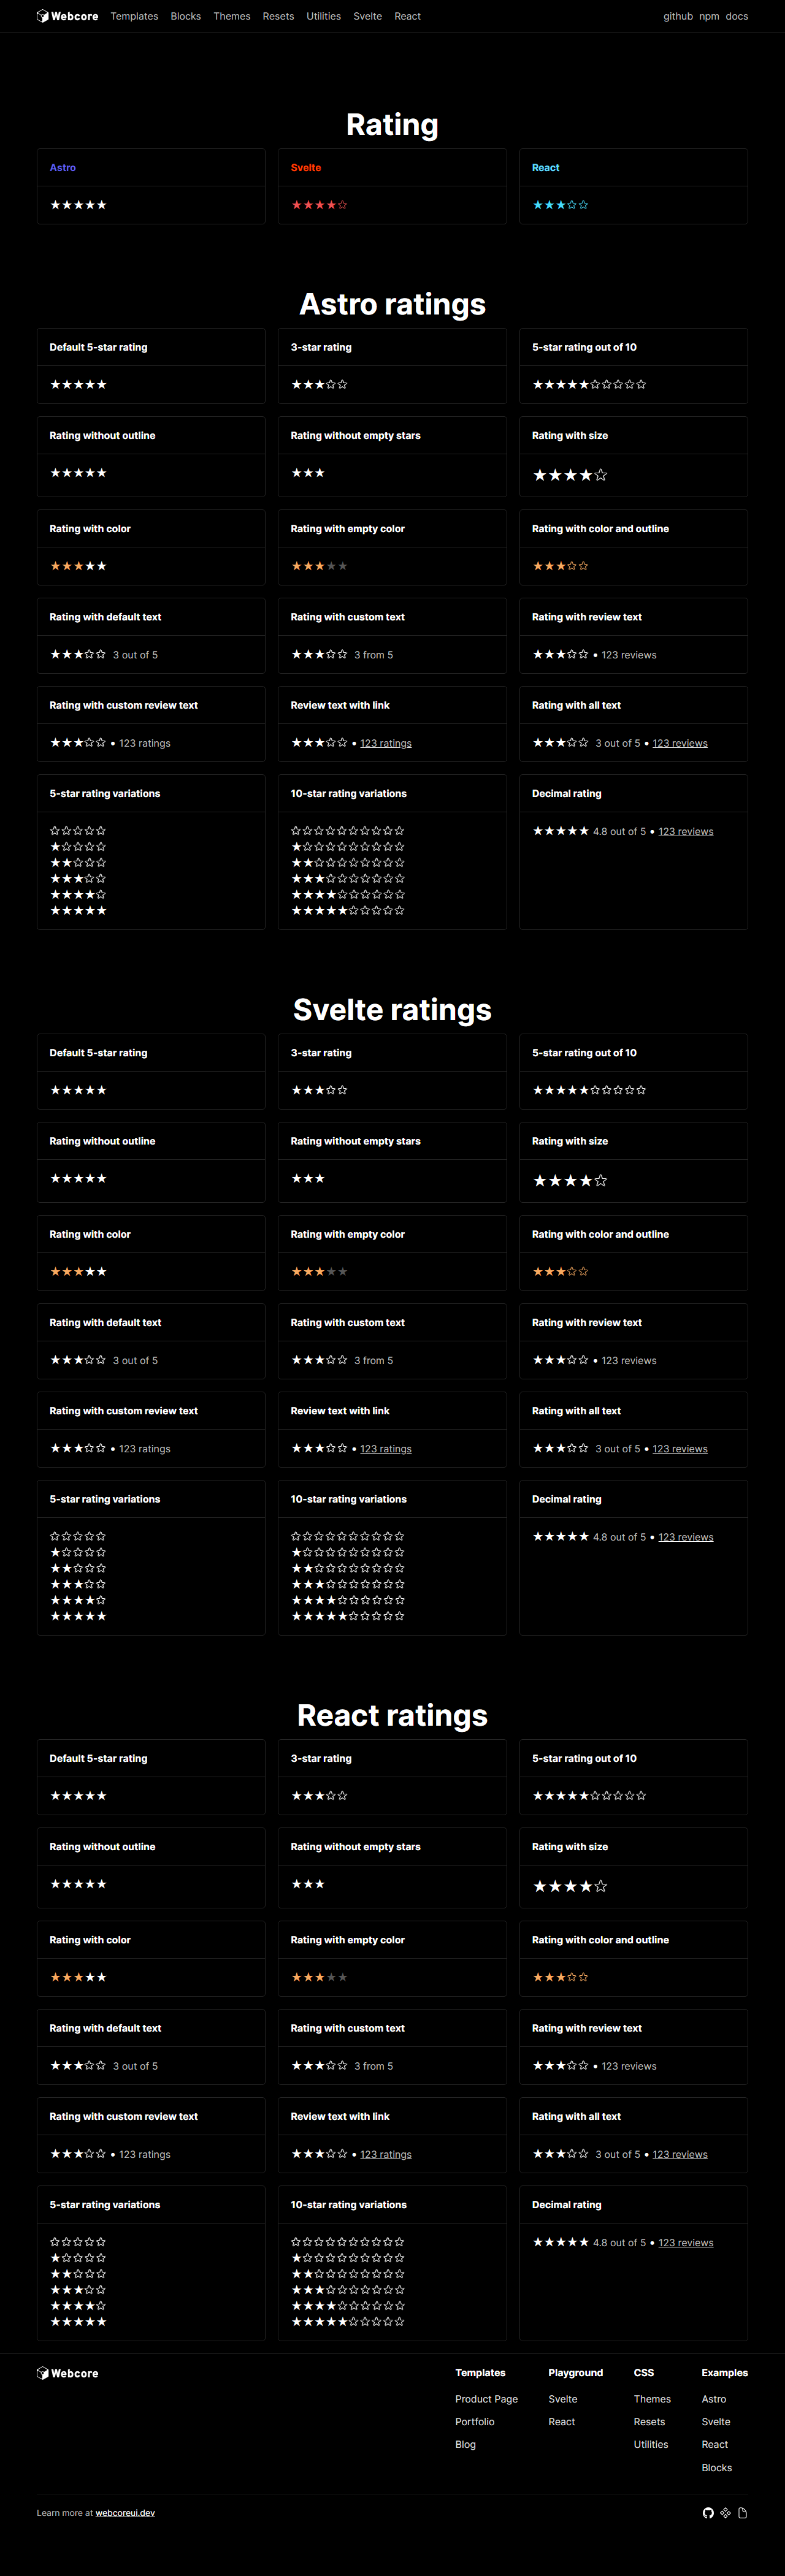 Webcore Templates Blocks Themes Resets Utilities Svelte React github npm docs
Rating
Astro Svelte React
★★★★★ ★★★★☆ ★★★☆☆
Astro ratings
Default 5-star rating 3-star rating 5-star rating out of 10
★★★★★ ★★★☆☆ ★★★★★☆☆☆☆☆
Rating without outline Rating without empty stars Rating with size
★★★★★ ★★★ ★★★★☆
Rating with color Rating with empty color Rating with color and outline
★★★★★ ★★★★★ ★★★☆☆
Rating with default text Rating with custom text Rating with review text
★★★☆☆ 3 out of 5 ★★★☆☆ 3 from 5 ★★★☆☆ • 123 reviews
Rating with custom review text Review text with link Rating with all text
★★★☆☆ • 123 ratings ★★★☆☆ • 123 ratings ★★★☆☆ 3 out of 5 • 123 reviews
5-star rating variations 10-star rating variations Decimal rating
☆☆☆☆☆ ☆☆☆☆☆☆☆☆☆☆ ★★★★★ 4.8 out of 5 • 123 reviews
★☆☆☆☆ ★☆☆☆☆☆☆☆☆☆
★★☆☆☆ ★★☆☆☆☆☆☆☆☆
★★★☆☆ ★★★☆☆☆☆☆☆☆
★★★★☆ ★★★★☆☆☆☆☆☆
★★★★★ ★★★★★☆☆☆☆☆
Svelte ratings
Default 5-star rating 3-star rating 5-star rating out of 10
★★★★★ ★★★☆☆ ★★★★★☆☆☆☆☆
Rating without outline Rating without empty stars Rating with size
★★★★★ ★★★ ★★★★☆
Rating with color Rating with empty color Rating with color and outline
★★★★★ ★★★★★ ★★★☆☆
Rating with default text Rating with custom text Rating with review text
★★★☆☆ 3 out of 5 ★★★☆☆ 3 from 5 ★★★☆☆ • 123 reviews
Rating with custom review text Review text with link Rating with all text
★★★☆☆ • 123 ratings ★★★☆☆ • 123 ratings ★★★☆☆ 3 out of 5 • 123 reviews
5-star rating variations 10-star rating variations Decimal rating
☆☆☆☆☆ ☆☆☆☆☆☆☆☆☆☆ ★★★★★ 4.8 out of 5 • 123 reviews
★☆☆☆☆ ★☆☆☆☆☆☆☆☆☆
★★☆☆☆ ★★☆☆☆☆☆☆☆☆
★★★☆☆ ★★★☆☆☆☆☆☆☆
★★★★☆ ★★★★☆☆☆☆☆☆
★★★★★ ★★★★★☆☆☆☆☆
React ratings
Default 5-star rating 3-star rating 5-star rating out of 10
★★★★★ ★★★☆☆ ★★★★★☆☆☆☆☆
Rating without outline Rating without empty stars Rating with size
★★★★★ ★★★ ★★★★☆
Rating with color Rating with empty color Rating with color and outline
★★★★★ ★★★★★ ★★★☆☆
Rating with default text Rating with custom text Rating with review text
★★★☆☆ 3 out of 5 ★★★☆☆ 3 from 5 ★★★☆☆ • 123 reviews
Rating with custom review text Review text with link Rating with all text
★★★☆☆ • 123 ratings ★★★☆☆ • 123 ratings ★★★☆☆ 3 out of 5 • 123 reviews
5-star rating variations 10-star rating variations Decimal rating
☆☆☆☆☆ ☆☆☆☆☆☆☆☆☆☆ ★★★★★ 4.8 out of 5 • 123 reviews
★☆☆☆☆ ★☆☆☆☆☆☆☆☆☆
★★☆☆☆ ★★☆☆☆☆☆☆☆☆
★★★☆☆ ★★★☆☆☆☆☆☆☆
★★★★☆ ★★★★☆☆☆☆☆☆
★★★★★ ★★★★★☆☆☆☆☆
Webcore Templates Playground CSS Examples
Product Page Svelte Themes Astro
Portfolio React Resets Svelte
Blog Utilities React
Blocks
Learn more at webcoreui.dev